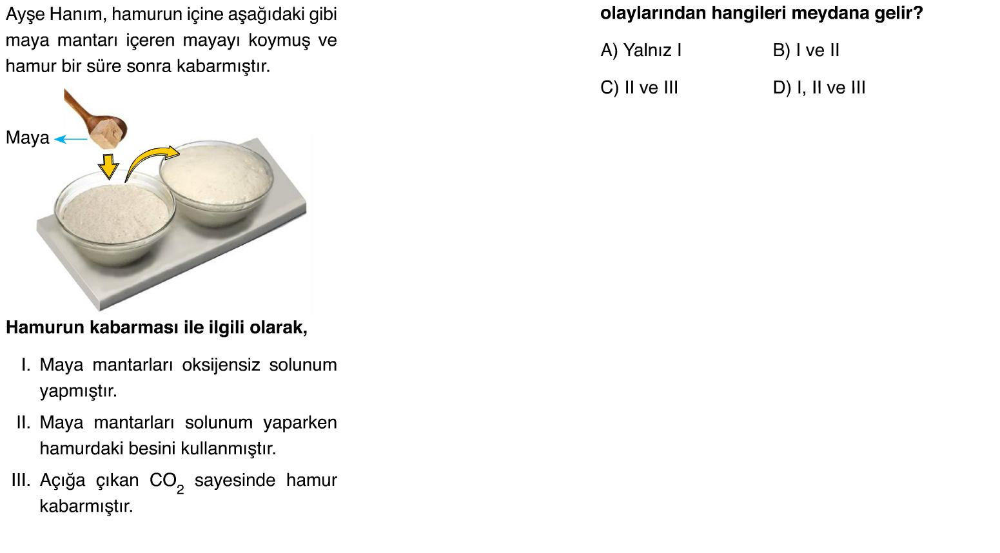 Ayşe Hanım, hamurun içine aşağıdaki gibi
maya mantarı içeren mayayı koymuş ve
hamur bir süre sonra kabarmıştır.
Maya
Hamurun kabarması ile ilgili olarak,
I. Maya mantarları oksijensiz solunum
yapmıştır.
II. Maya mantarları solunum yaparken
hamurdaki besini kullanmıştır.
III. Açığa çıkan CO₂ sayesinde hamur
kabarmıştır.
olaylarından hangileri meydana gelir?
A) Yalnız I B) I ve II
C) II ve III D) I, II ve III